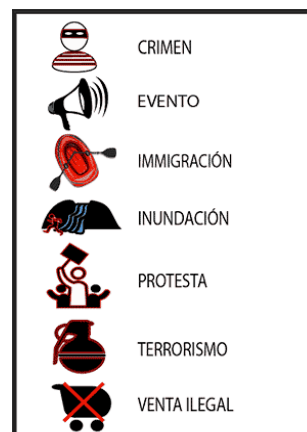 CRIMEN
EVENTO
IMMIGRACIÓN
INUNDACIÓN
PROTESTA
TERRORISMO
VENTA ILEGAL